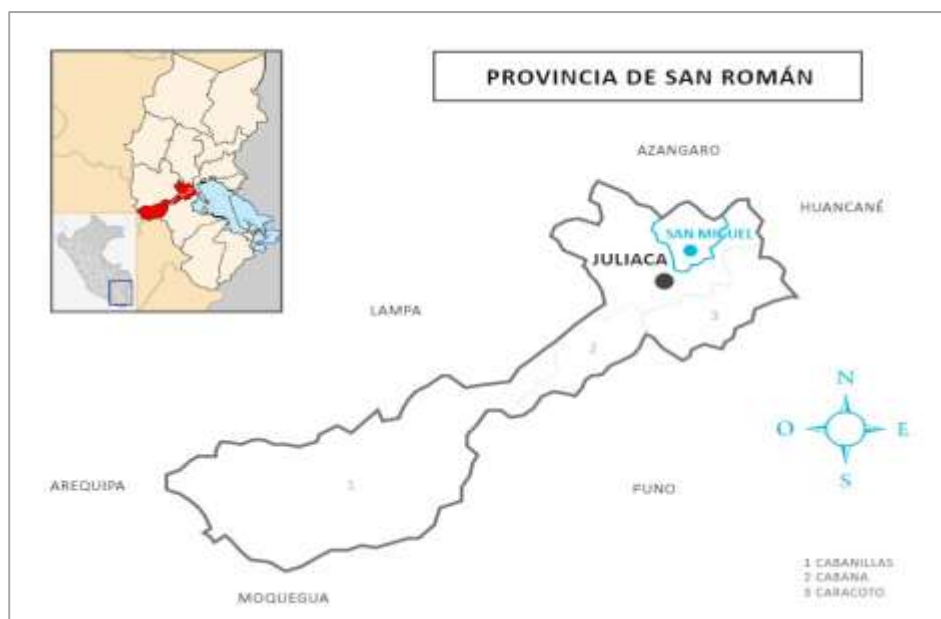 PROVINCIA DE SAN ROMÁN
AZANGARO
HUANCANÉ
SAN MIGUEL
JULIACA
LAMPA
3
2
N
O E
S
AREQUIPA
1
PUNO
MOQUEGUA
1 CABANILLAS
2 CABANA
3 CARACOTO